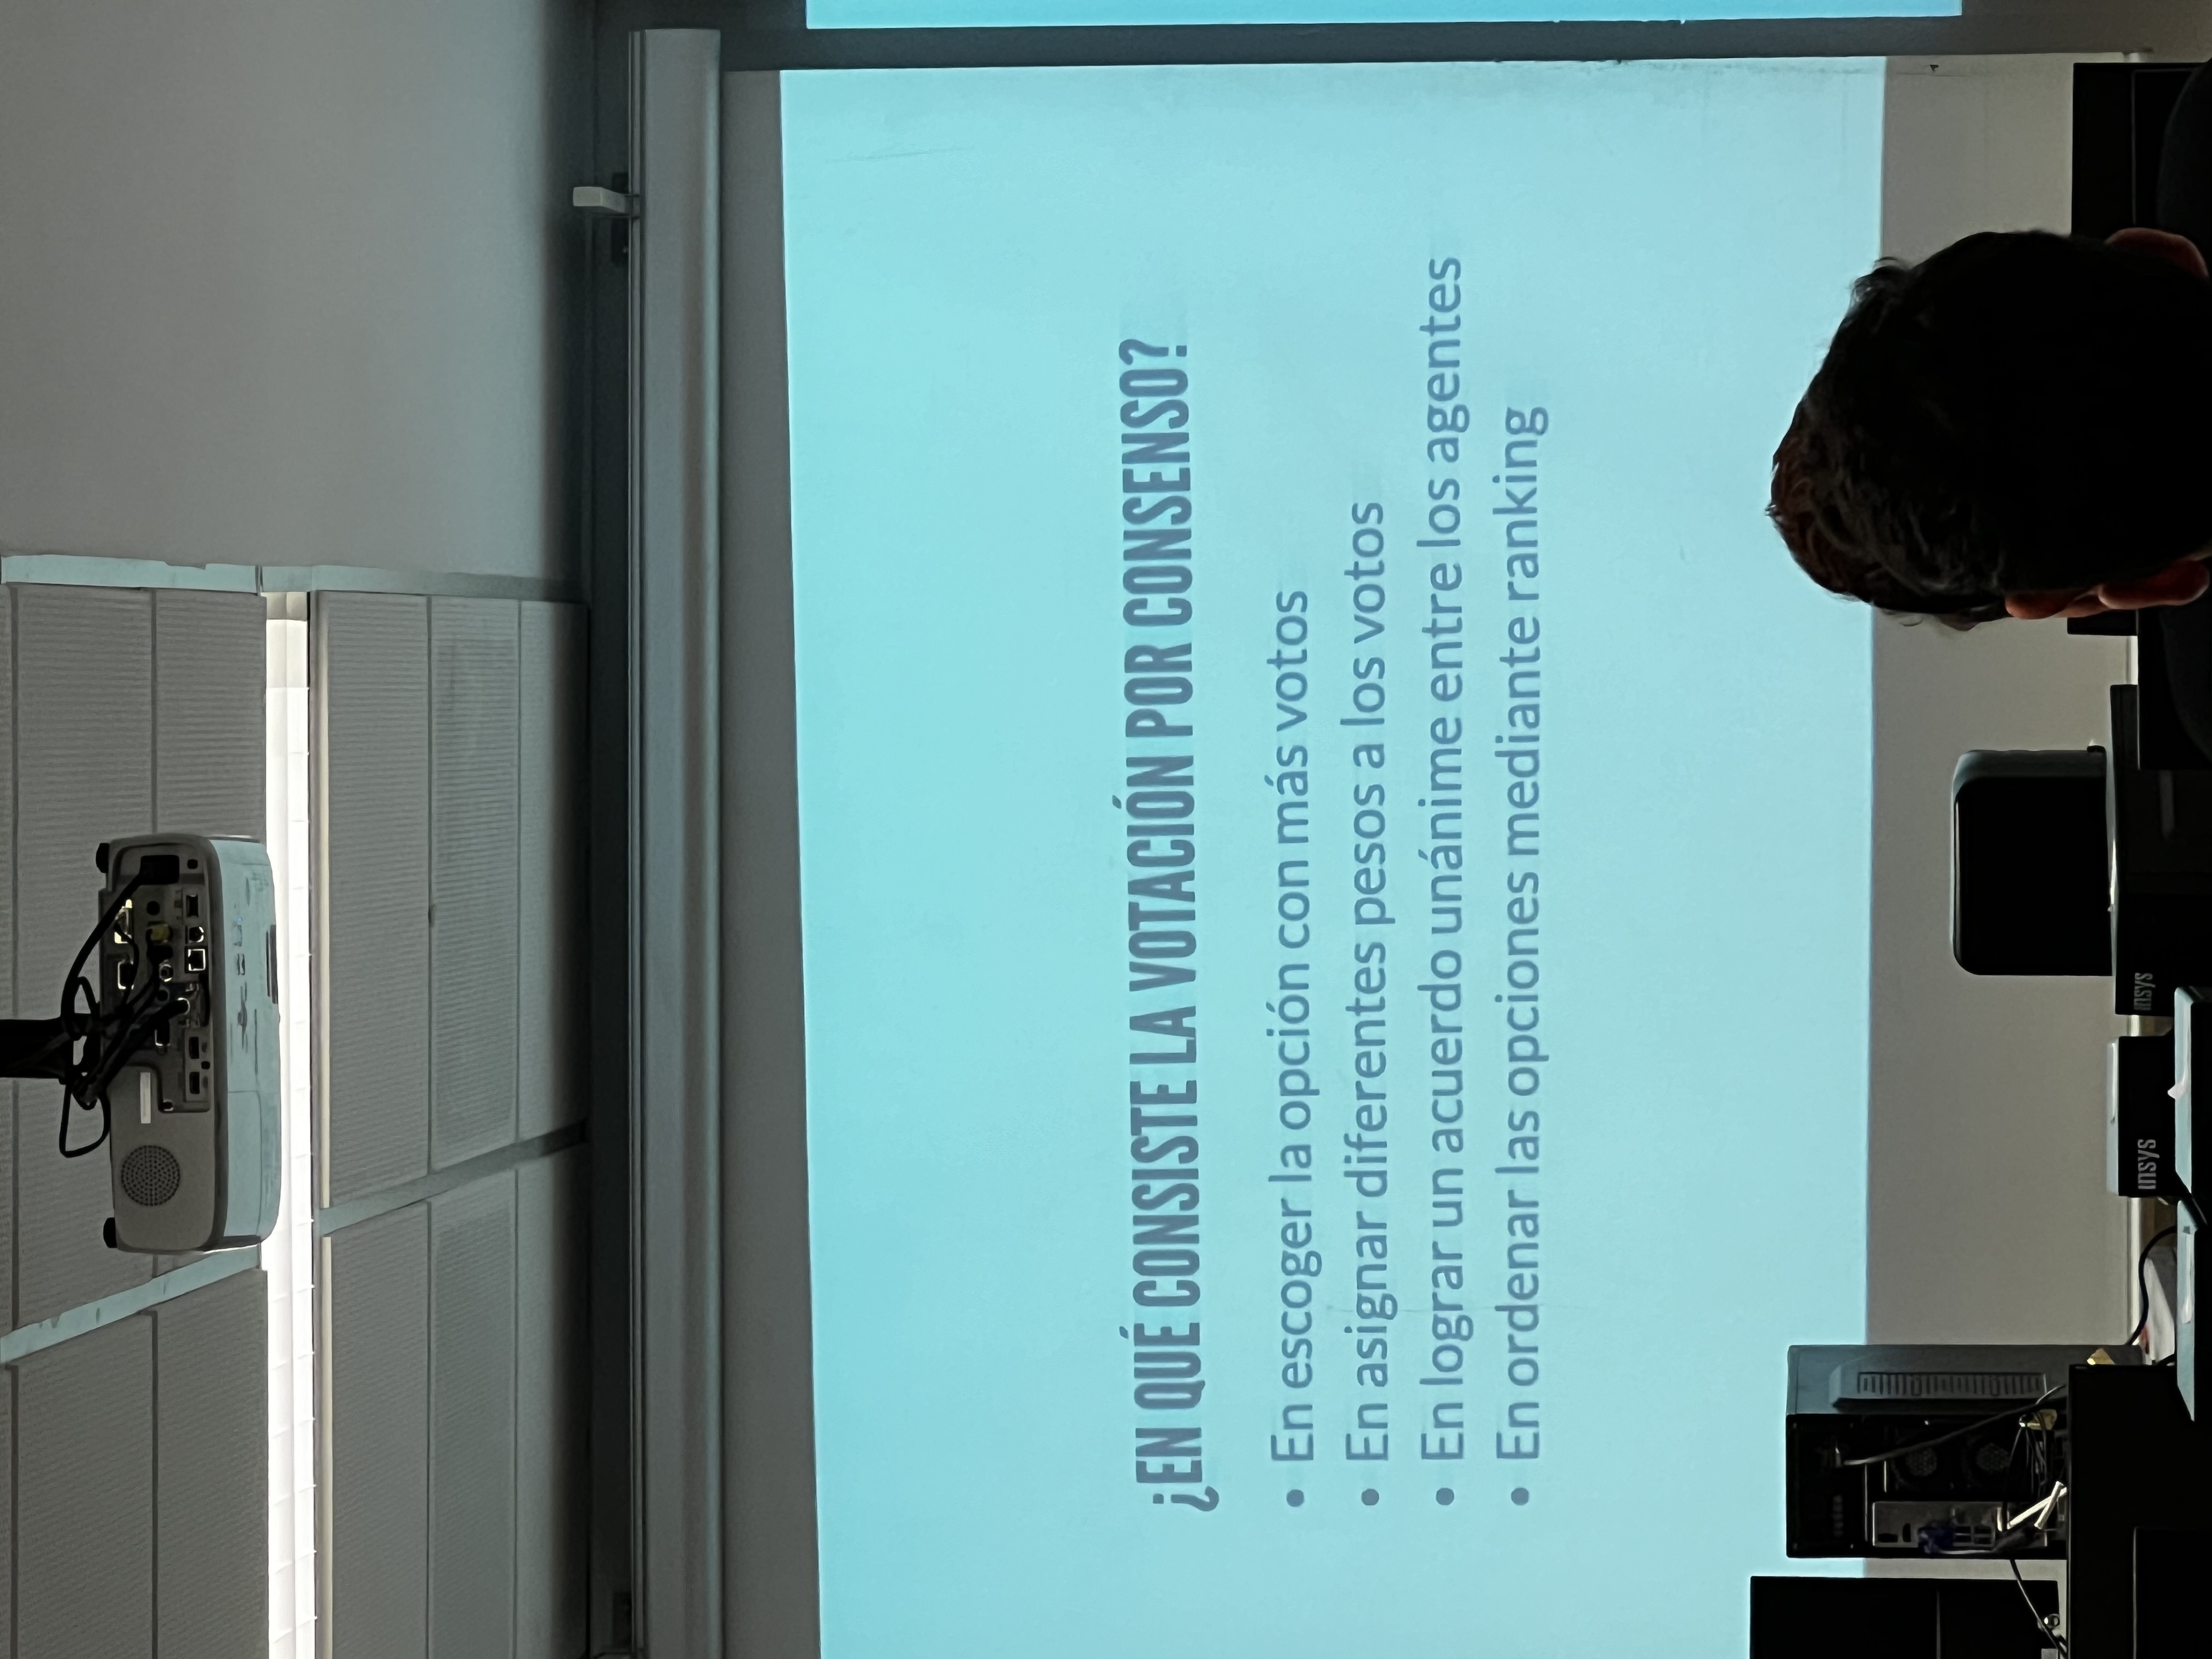 ¿EN QUÉ CONSISTE LA VOTACIÓN POR CONSENSO?
• En escoger la opción con más votos
• En asignar diferentes pesos a los votos
• En lograr un acuerdo unánime entre los agentes
• En ordenar las opciones mediante ranking
insys
insys